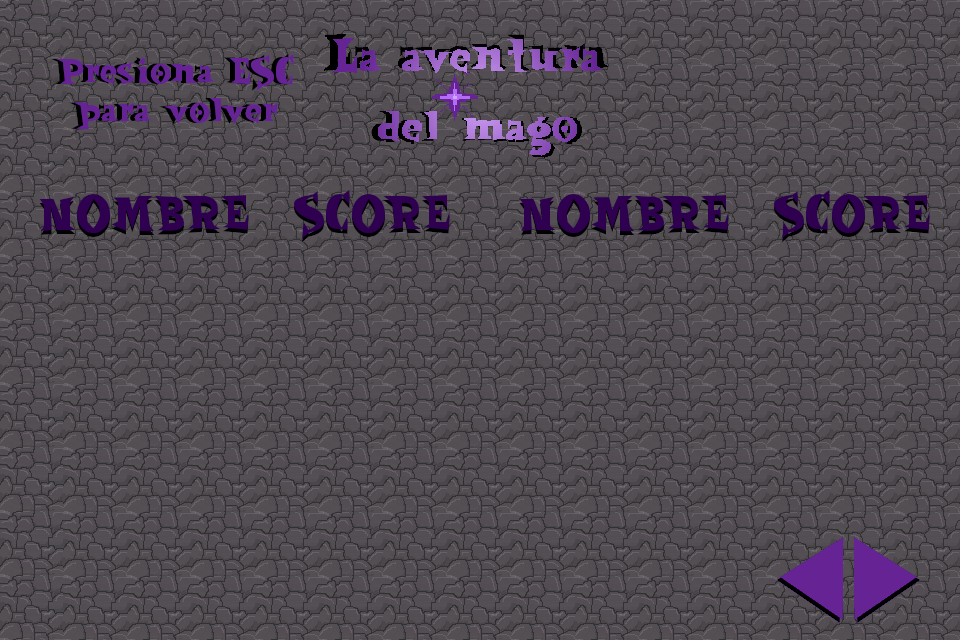 La aventura
del mago
Presiona ESC
para volver
NOMBRE SCORE NOMBRE SCORE